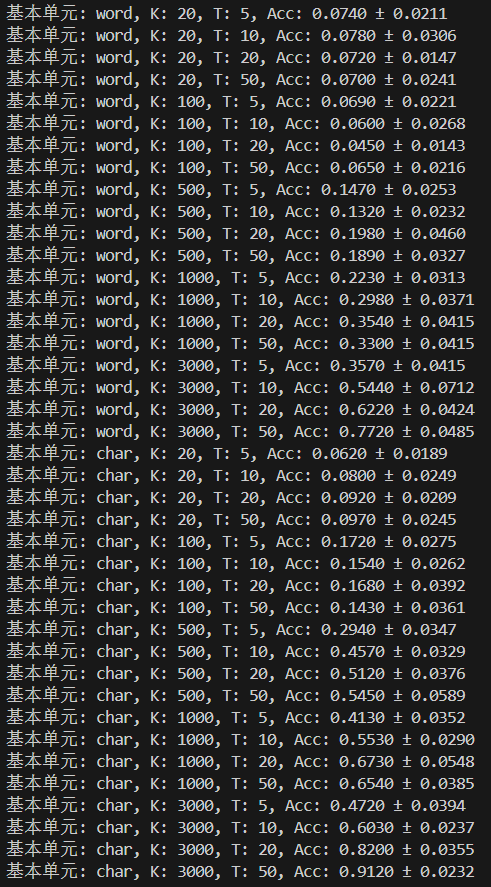 基本单元: word, K: 20, T: 5, Acc: 0.0740 ± 0.0211
基本单元: word, K: 20, T: 10, Acc: 0.0780 ± 0.0306
基本单元: word, K: 20, T: 20, Acc: 0.0720 ± 0.0147
基本单元: word, K: 20, T: 50, Acc: 0.0700 ± 0.0241
基本单元: word, K: 100, T: 5, Acc: 0.0690 ± 0.0221
基本单元: word, K: 100, T: 10, Acc: 0.0600 ± 0.0268
基本单元: word, K: 100, T: 20, Acc: 0.0450 ± 0.0143
基本单元: word, K: 100, T: 50, Acc: 0.0650 ± 0.0216
基本单元: word, K: 500, T: 5, Acc: 0.1470 ± 0.0253
基本单元: word, K: 500, T: 10, Acc: 0.1320 ± 0.0232
基本单元: word, K: 500, T: 20, Acc: 0.1980 ± 0.0460
基本单元: word, K: 500, T: 50, Acc: 0.1890 ± 0.0327
基本单元: word, K: 1000, T: 5, Acc: 0.2230 ± 0.0313
基本单元: word, K: 1000, T: 10, Acc: 0.2980 ± 0.0371
基本单元: word, K: 1000, T: 20, Acc: 0.3540 ± 0.0415
基本单元: word, K: 1000, T: 50, Acc: 0.3300 ± 0.0415
基本单元: word, K: 3000, T: 5, Acc: 0.3570 ± 0.0415
基本单元: word, K: 3000, T: 10, Acc: 0.5440 ± 0.0712
基本单元: word, K: 3000, T: 20, Acc: 0.6220 ± 0.0424
基本单元: word, K: 3000, T: 50, Acc: 0.7720 ± 0.0485
基本单元: char, K: 20, T: 5, Acc: 0.0620 ± 0.0189
基本单元: char, K: 20, T: 10, Acc: 0.0800 ± 0.0249
基本单元: char, K: 20, T: 20, Acc: 0.0920 ± 0.0209
基本单元: char, K: 20, T: 50, Acc: 0.0970 ± 0.0245
基本单元: char, K: 100, T: 5, Acc: 0.1720 ± 0.0275
基本单元: char, K: 100, T: 10, Acc: 0.1540 ± 0.0262
基本单元: char, K: 100, T: 20, Acc: 0.1680 ± 0.0392
基本单元: char, K: 100, T: 50, Acc: 0.1430 ± 0.0361
基本单元: char, K: 500, T: 5, Acc: 0.2940 ± 0.0347
基本单元: char, K: 500, T: 10, Acc: 0.4570 ± 0.0329
基本单元: char, K: 500, T: 20, Acc: 0.5120 ± 0.0376
基本单元: char, K: 500, T: 50, Acc: 0.5450 ± 0.0589
基本单元: char, K: 1000, T: 5, Acc: 0.4130 ± 0.0352
基本单元: char, K: 1000, T: 10, Acc: 0.5530 ± 0.0290
基本单元: char, K: 1000, T: 20, Acc: 0.6730 ± 0.0548
基本单元: char, K: 1000, T: 50, Acc: 0.6540 ± 0.0385
基本单元: char, K: 3000, T: 5, Acc: 0.4720 ± 0.0394
基本单元: char, K: 3000, T: 10, Acc: 0.6030 ± 0.0237
基本单元: char, K: 3000, T: 20, Acc: 0.8200 ± 0.0355
基本单元: char, K: 3000, T: 50, Acc: 0.9120 ± 0.0232